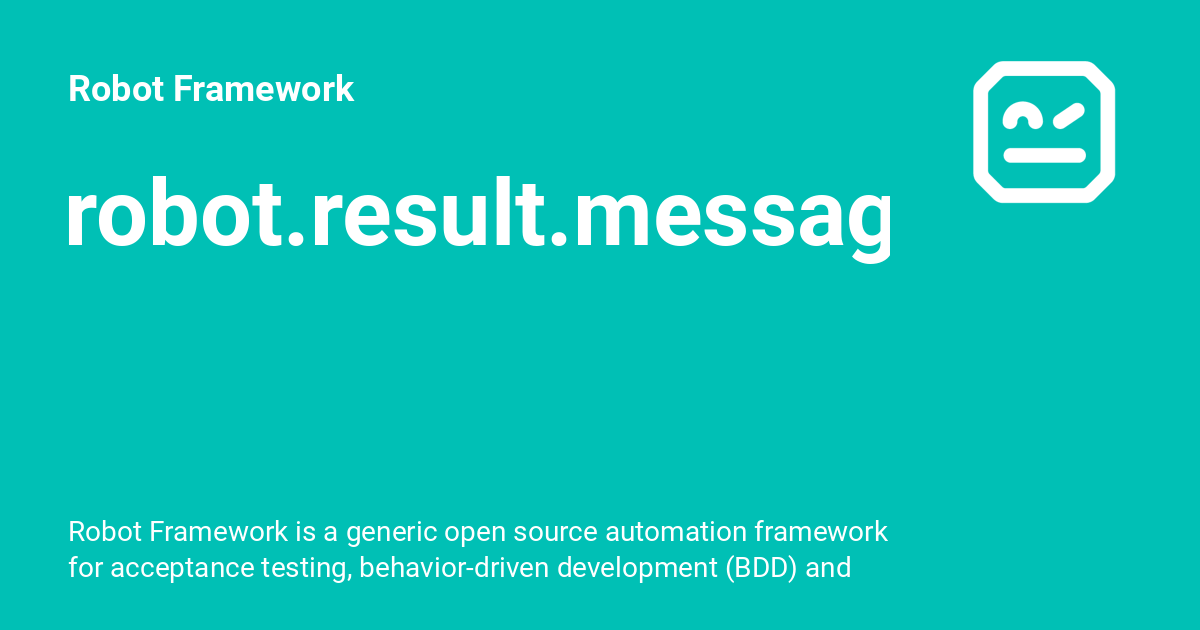 Robot Framework
robot.result.messag
Robot Framework is a generic open source automation framework
for acceptance testing, behavior-driven development (BDD) and